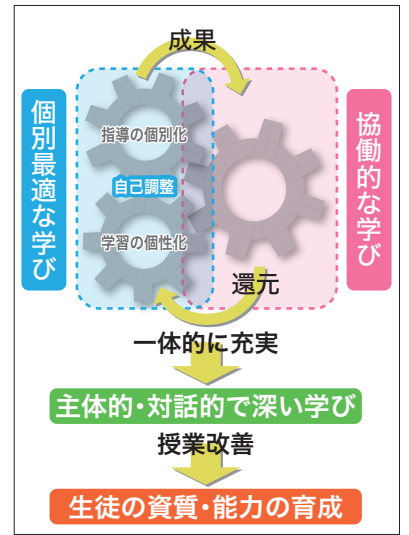 成果
個別最適な学び
指導の個別化
自己調整
学習の個性化
協働的な学び
還元
一体的に充実
主体的・対話的で深い学び
授業改善
生徒の資質・能力の育成